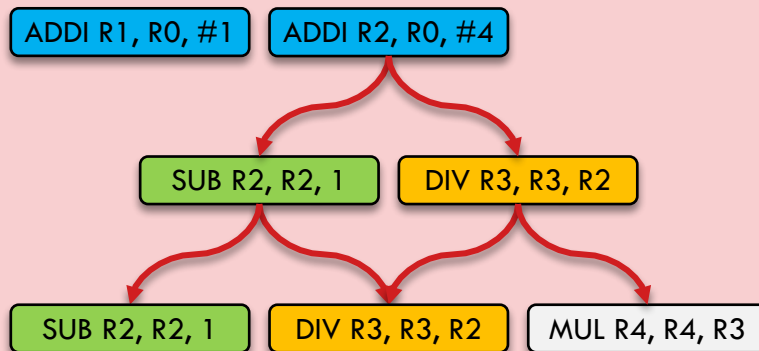 ADDI R1, R0, #1
ADDI R2, R0, #4
SUB R2, R2, 1
DIV R3, R3, R2
SUB R2, R2, 1
DIV R3, R3, R2
MUL R4, R4, R3